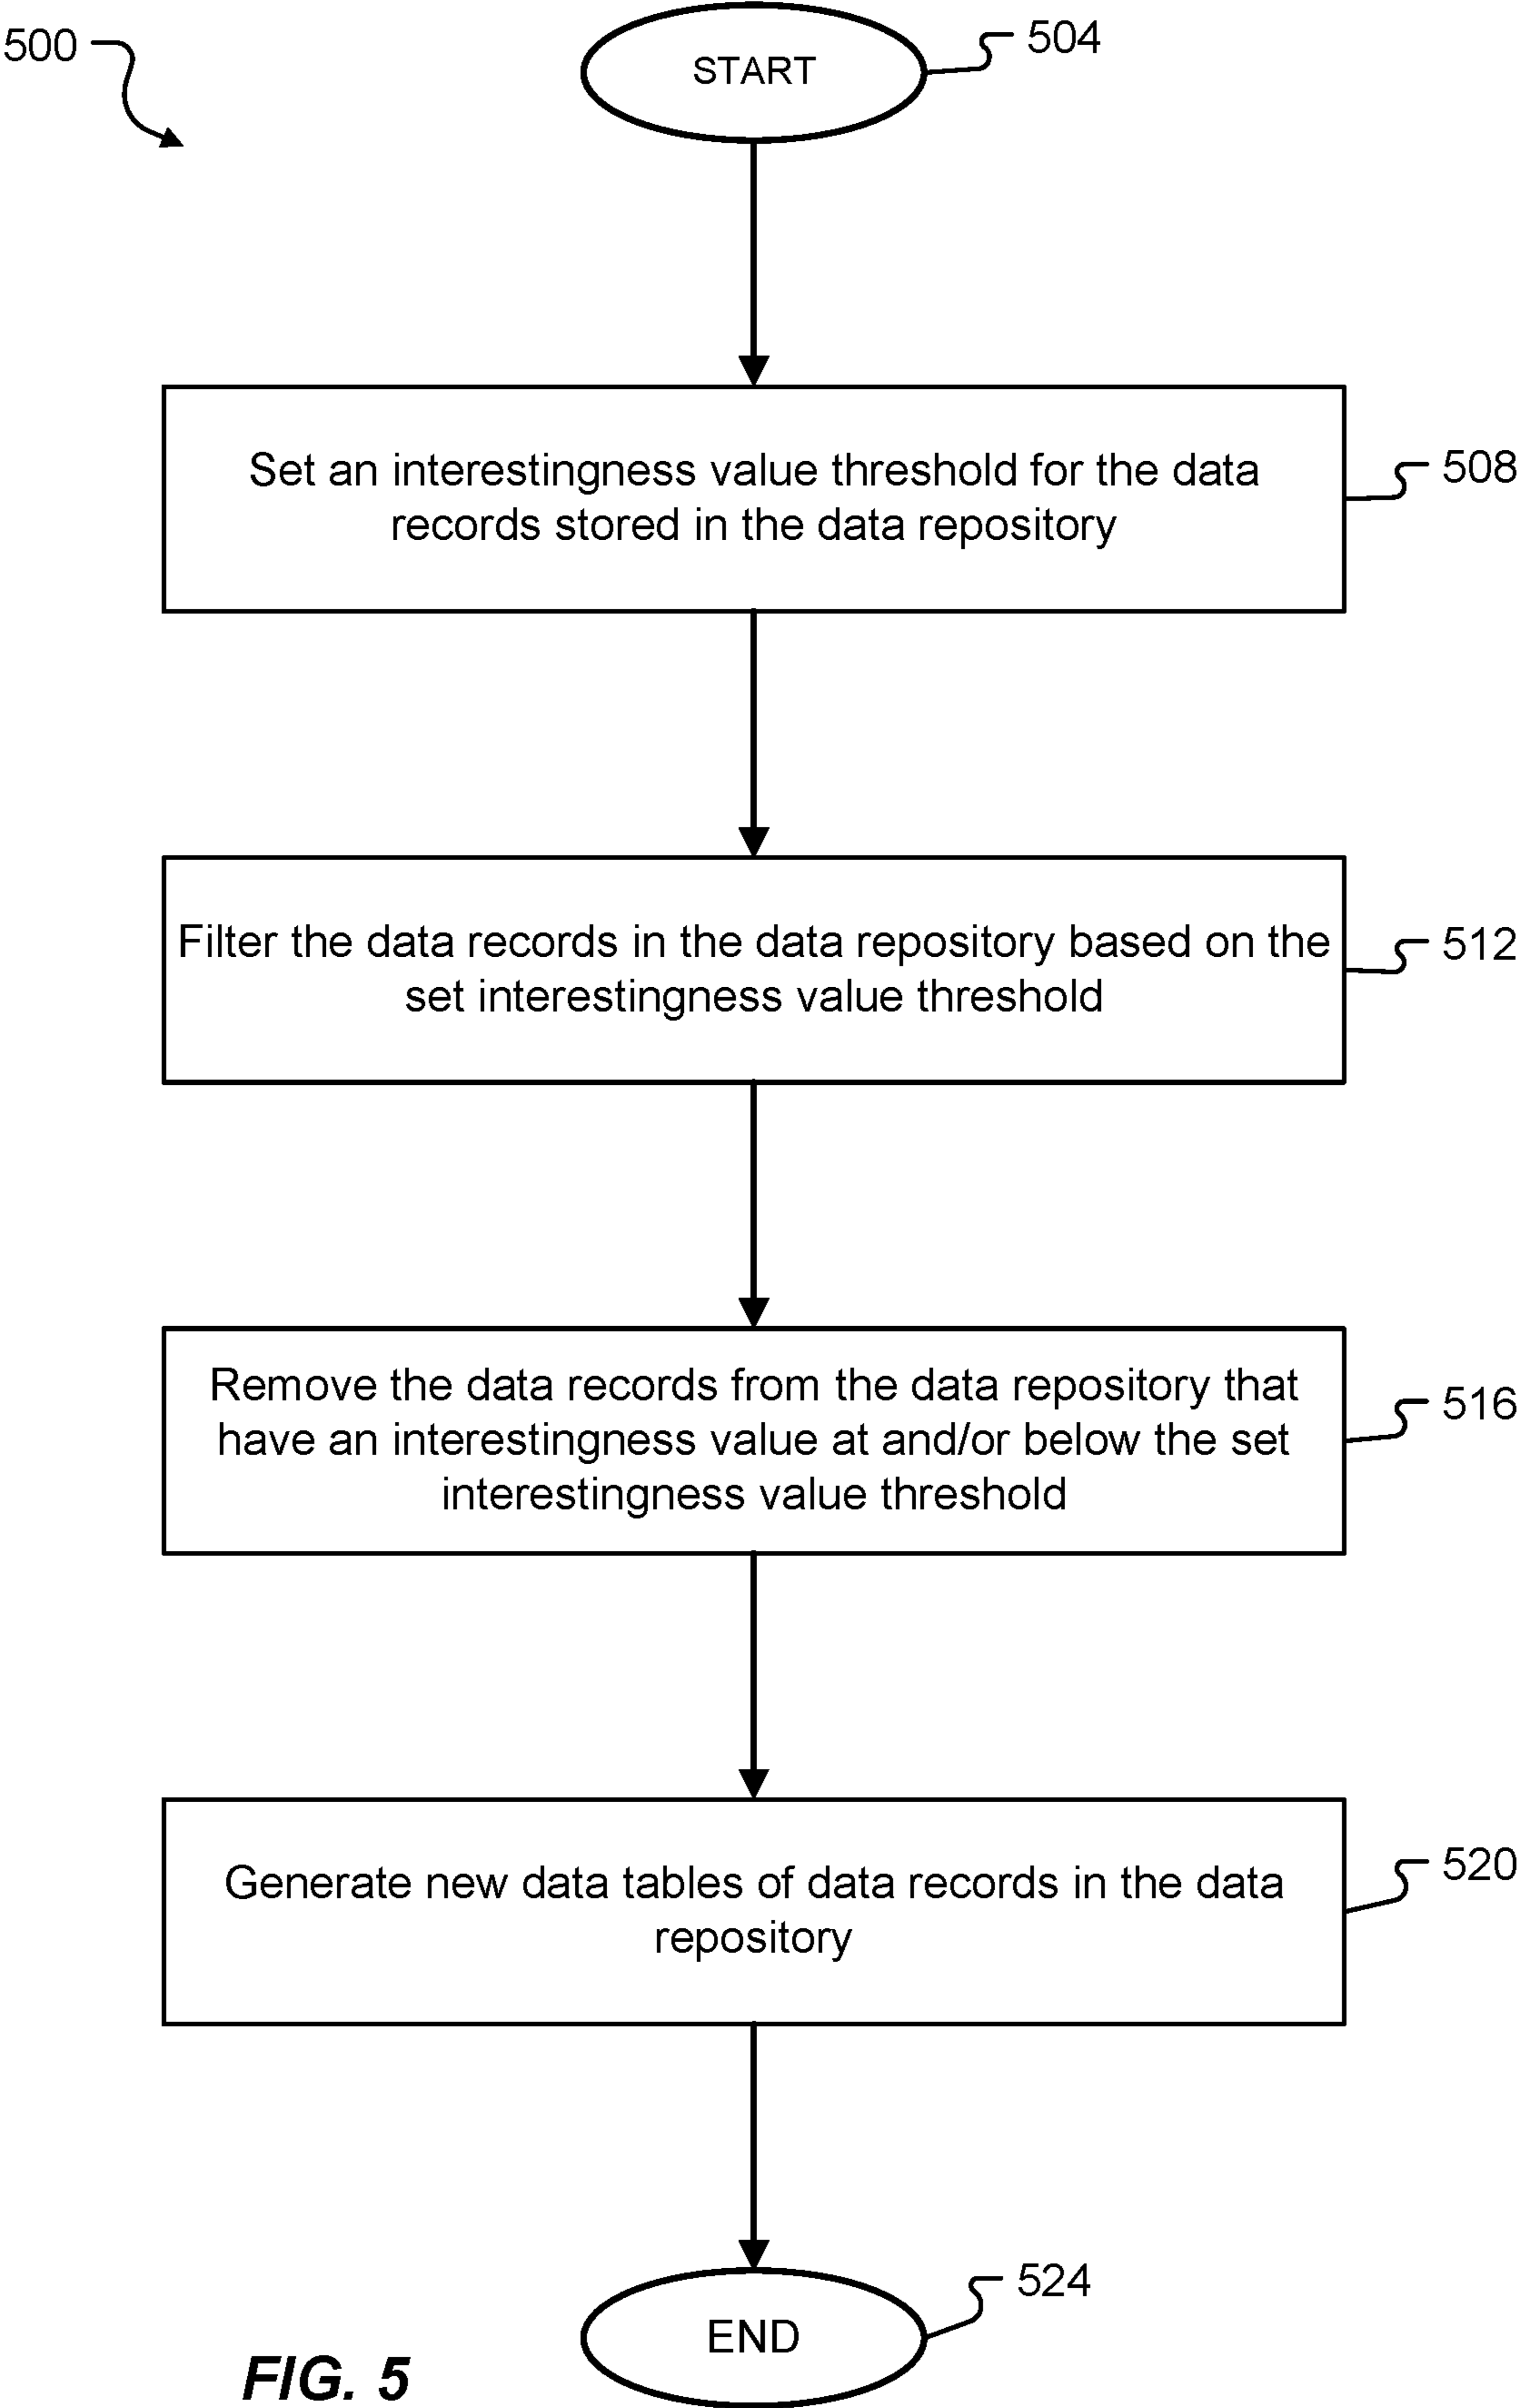 500
START
504
Set an interestingness value threshold for the data
records stored in the data repository
508
Filter the data records in the data repository based on the
set interestingness value threshold
512
Remove the data records from the data repository that
have an interestingness value at and/or below the set
interestingness value threshold
516
Generate new data tables of data records in the data
repository
520
END
524
FIG. 5